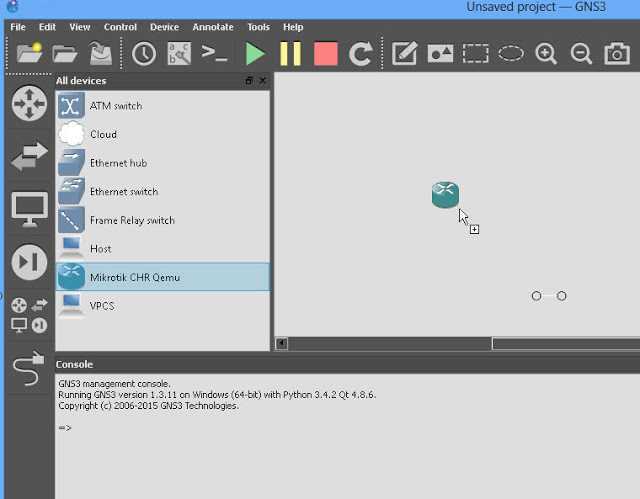 Unsaved project — GNS3
File Edit View Control Device Annotate Tools Help
All devices
ATM switch
Cloud
Ethernet hub
Ethernet switch
Frame Relay switch
Host
Mikrotik CHR Qemu
VPCS
Console
GNS3 management console.
Running GNS3 version 1.3.11 on Windows (64-bit) with Python 3.4.2 Qt 4.8.6.
Copyright (c) 2006-2015 GNS3 Technologies.
=>